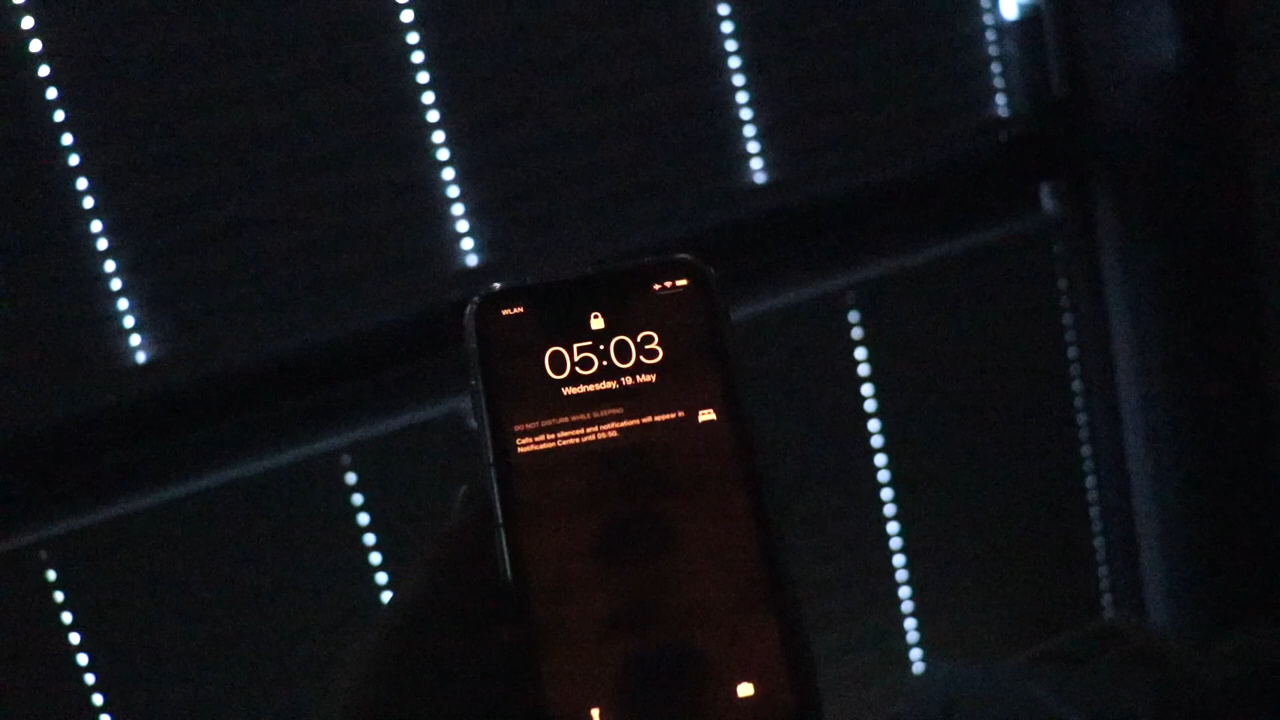 WLAN
05:03
Wednesday, 19. May
DO NOT DISTURB WHILE SLEEPING
Calls will be silenced and notifications will appear in
Notification Centre until 05:50.